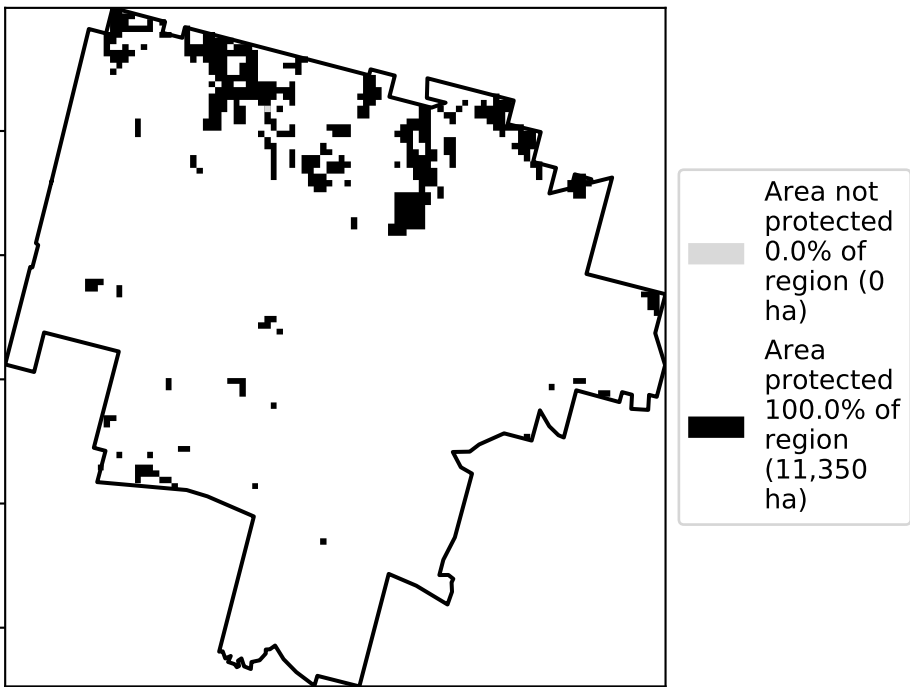 Area not
protected
0.0% of
region (0
ha)
Area
protected
100.0% of
region
(11,350
ha)